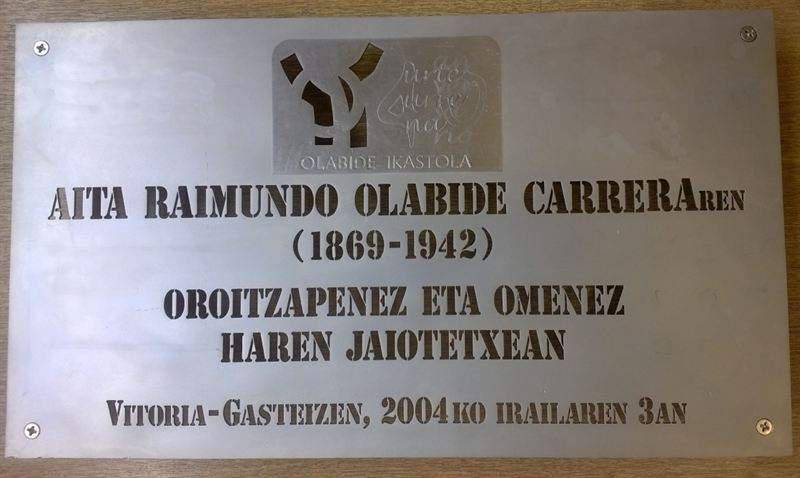 OLABIDE IKASTOLA
AITA RAIMUNDO OLABIDE CARRERAREN
(1869-1942)
OROITZAPENEZ ETA OMENEZ
HAREN JAIOTETXEAN
VITORIA-GASTEIZEN, 2004KO IRAILAREN 3AN